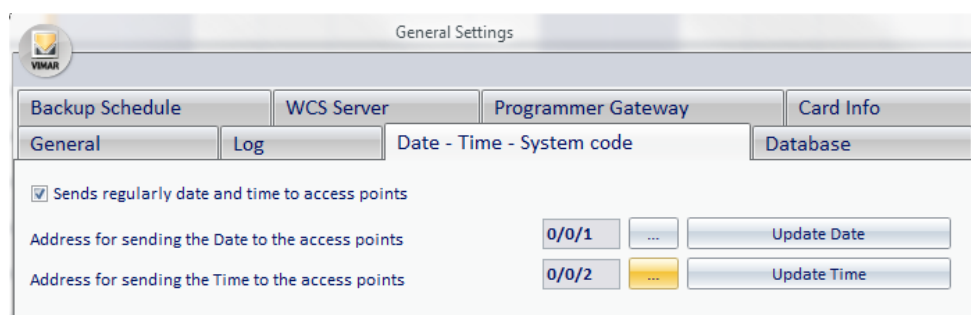 General Settings
VIMAR
Backup Schedule WCS Server Programmer Gateway Card Info
General Log Date - Time - System code Database
Sends regularly date and time to access points
Address for sending the Date to the access points 0/0/1 ... Update Date
Address for sending the Time to the access points 0/0/2 ... Update Time